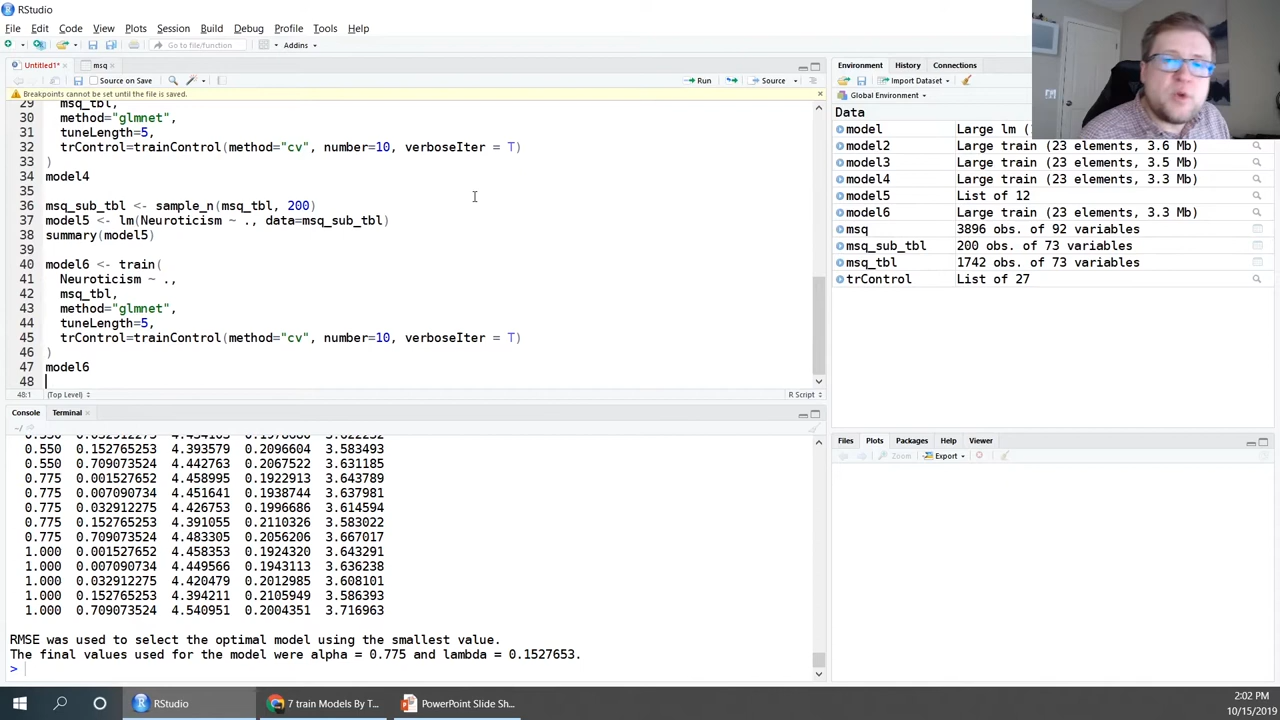 RStudio
File Edit Code View Plots Session Build Debug Profile Tools Help
Go to file/function Addins
Untitled1* msq
Source on Save Run Source
Breakpoints cannot be set until the file is saved.
29 msq_tbl,
30 method="glmnet",
31 tuneLength=5,
32 trControl=trainControl(method="cv", number=10, verboseIter = T)
33 )
34 model4
35
36 msq_sub_tbl <- sample_n(msq_tbl, 200)
37 model5 <- lm(Neuroticism ~ ., data=msq_sub_tbl)
38 summary(model5)
39
40 model6 <- train(
41 Neuroticism ~ .,
42 msq_tbl,
43 method="glmnet",
44 tuneLength=5,
45 trControl=trainControl(method="cv", number=10, verboseIter = T)
46 )
47 model6
48
48:1 (Top Level) R Script
Console Terminal
~/
0.550 0.152765253 4.393579 0.2096604 3.583493
0.550 0.709073524 4.442763 0.2067522 3.631185
0.775 0.001527652 4.458995 0.1922913 3.643789
0.775 0.007090734 4.451641 0.1938744 3.637981
0.775 0.032912275 4.426753 0.1996686 3.614594
0.775 0.152765253 4.391055 0.2110326 3.583022
0.775 0.709073524 4.483305 0.2056206 3.667017
1.000 0.001527652 4.458353 0.1924320 3.643291
1.000 0.007090734 4.449566 0.1943113 3.636238
1.000 0.032912275 4.420479 0.2012985 3.608101
1.000 0.152765253 4.394211 0.2105949 3.586393
1.000 0.709073524 4.540951 0.2004351 3.716963
RMSE was used to select the optimal model using the smallest value.
The final values used for the model were alpha = 0.775 and lambda = 0.1527653.
>
Environment History Connections
Import Dataset
Global Environment
Data
model Large lm (
model2 Large train (23 elements, 3.6 Mb)
model3 Large train (23 elements, 3.5 Mb)
model4 Large train (23 elements, 3.3 Mb)
model5 List of 12
model6 Large train (23 elements, 3.3 Mb)
msq 3896 obs. of 92 variables
msq_sub_tbl 200 obs. of 73 variables
msq_tbl 1742 obs. of 73 variables
trControl List of 27
Files Plots Packages Help Viewer
Zoom Export
RStudio 7 train Models By T... PowerPoint Slide Sh...
2:02 PM
10/15/2019